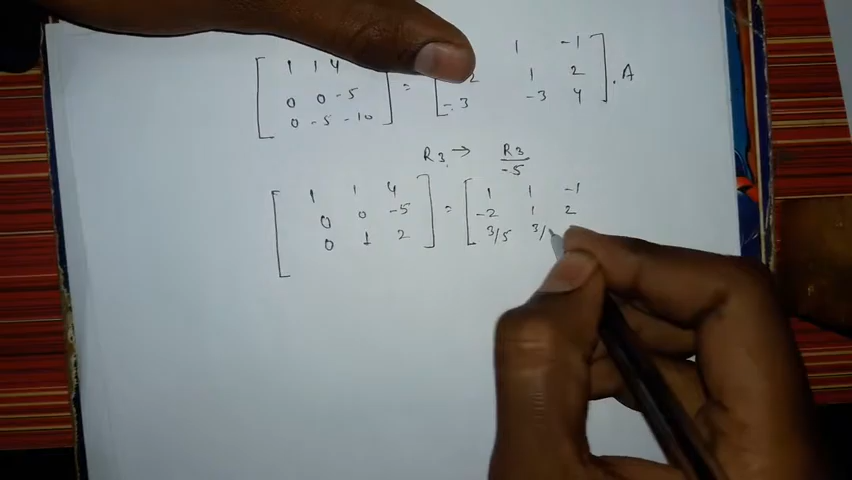 1 1 4 = 1 -1
0 0 -5 2 1 2 . A
0 -5 -10 -3 -3 4
R3 → R3/-5
1 1 4 = 1 1 -1
0 0 -5 -2 1 2
0 1 2 3/5 3/